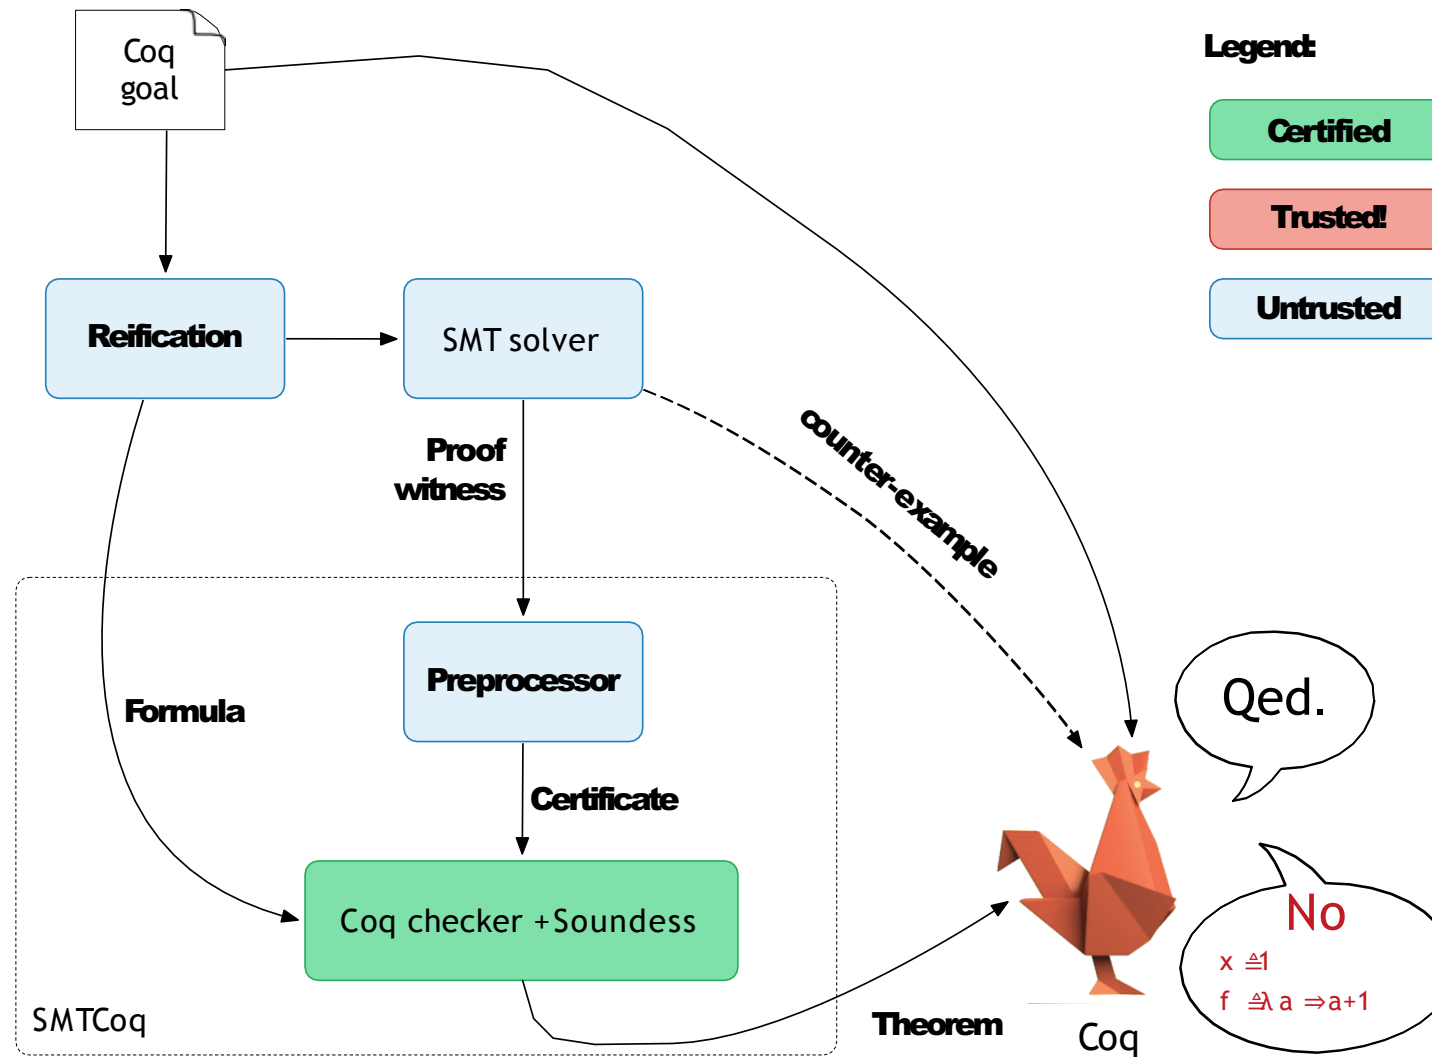 Coq
goal
Legend:
Certified
Trusted!
Untrusted
Reification
SMT solver
Proof
witness
counter-example
Preprocessor
Qed.
Formula
Certificate
Coq checker +Soundess
No
x ≜1
f ≜λ a ⇒a+1
SMTCoq
Theorem
Coq